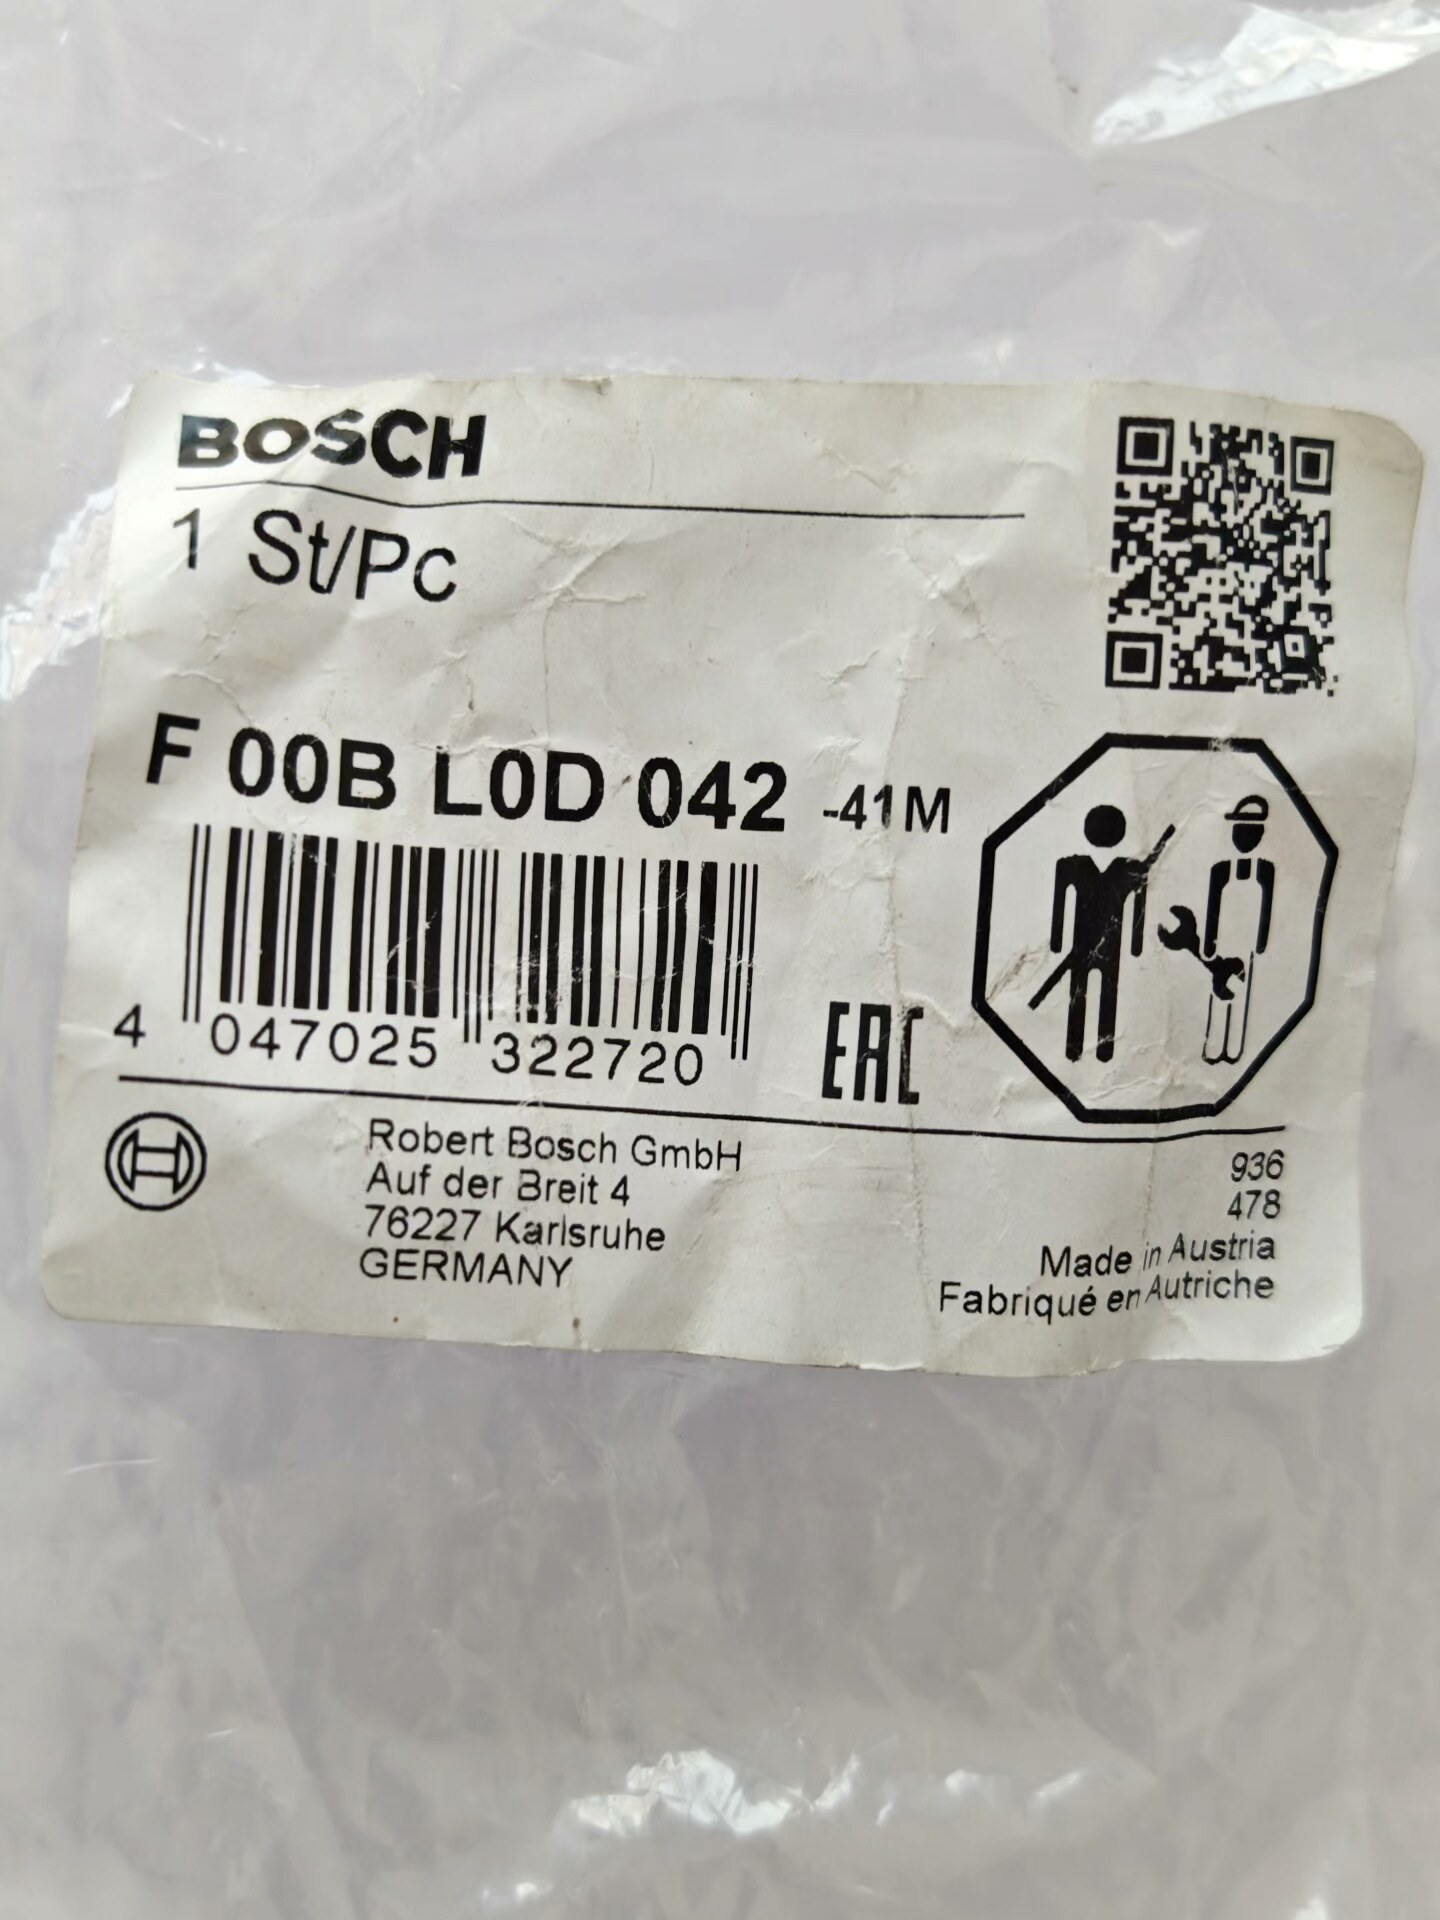 BOSCH
1 St/Pc
F 00B L0D 042 -41M
4 047025 322720
EAC
Robert Bosch GmbH
Auf der Breit 4
76227 Karlsruhe
GERMANY
936
478
Made in Austria
Fabriqué en Autriche